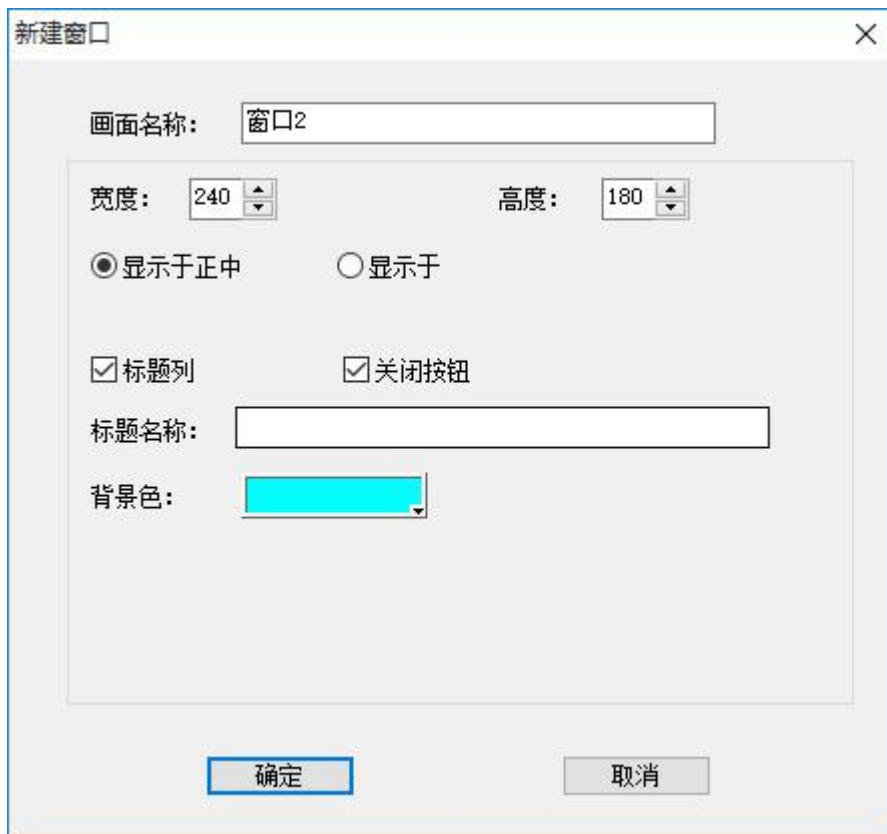 新建窗口
画面名称： 窗口2
宽度： 240 高度： 180
显示于正中 显示于
标题列 关闭按钮
标题名称：
背景色：
确定 取消